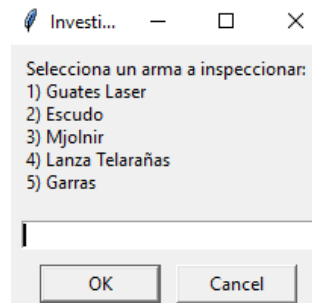 Investi...
Selecciona un arma a inspeccionar:
1) Guates Laser
2) Escudo
3) Mjolnir
4) Lanza Telarañas
5) Garras
OK Cancel